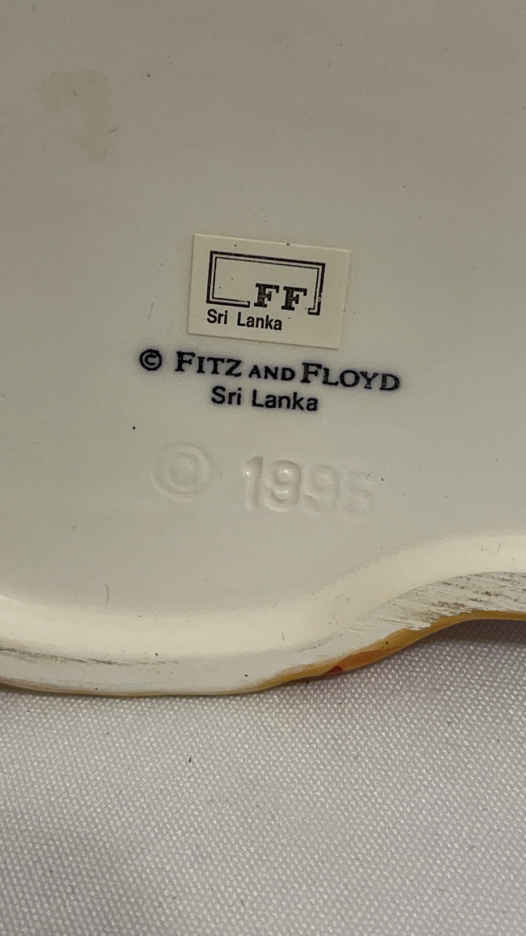 FF
Sri Lanka
© FITZ AND FLOYD
Sri Lanka
© 1995